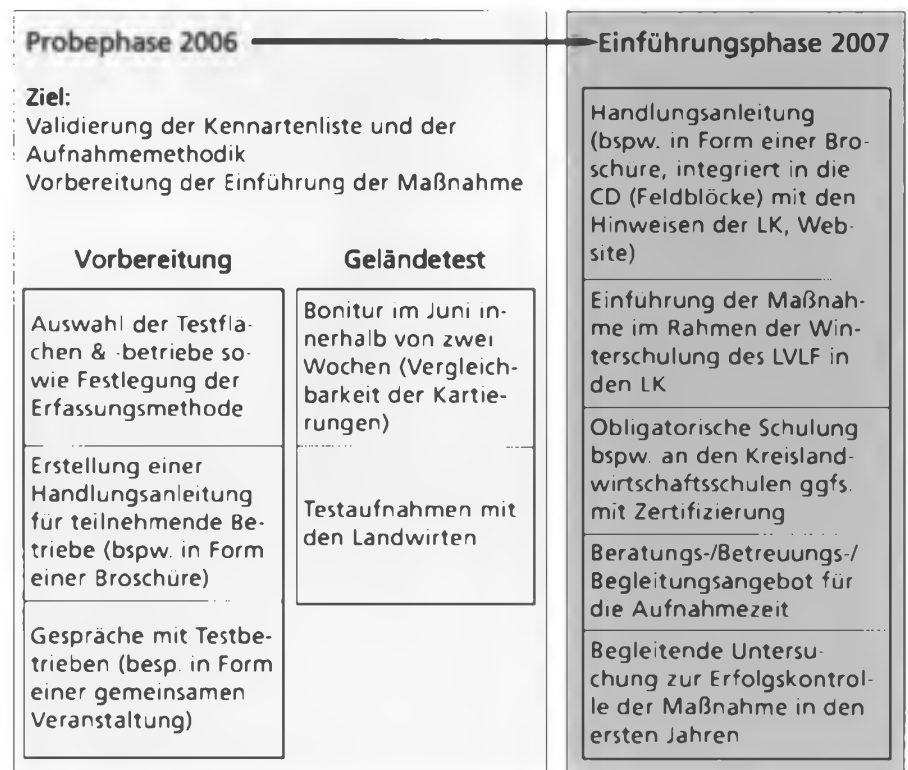 Probephase 2006
Ziel:
Validierung der Kennartenliste und der
Aufnahmemethodik
Vorbereitung der Einführung der Maßnahme
Vorbereitung
Auswahl der Testflä-
chen & -betriebe so-
wie Festlegung der
Erfassungsmethode
Erstellung einer
Handlungsanleitung
für teilnehmende Be-
triebe (bspw. in Form
einer Broschüre)
Gespräche mit Testbe-
trieben (besp. in Form
einer gemeinsamen
Veranstaltung)
Geländetest
Bonitur im Juni in-
nerhalb von zwei
Wochen (Vergleich-
barkeit der Kartie-
rungen)
Testaufnahmen mit
den Landwirten
Einführungsphase 2007
Handlungsanleitung
(bspw. in Form einer Bro-
schüre, integriert in die
CD (Feldblöcke) mit den
Hinweisen der LK, Web-
site)
Einführung der Maßnah-
me im Rahmen der Win-
terschulung des LVLF in
den LK
Obligatorische Schulung
bspw. an den Kreisland-
wirtschaftsschulen ggfs.
mit Zertifizierung
Beratungs-/Betreuungs-/
Begleitungsangebot für
die Aufnahmezeit
Begleitende Untersu-
chung zur Erfolgskontrol-
le der Maßnahme in den
ersten Jahren